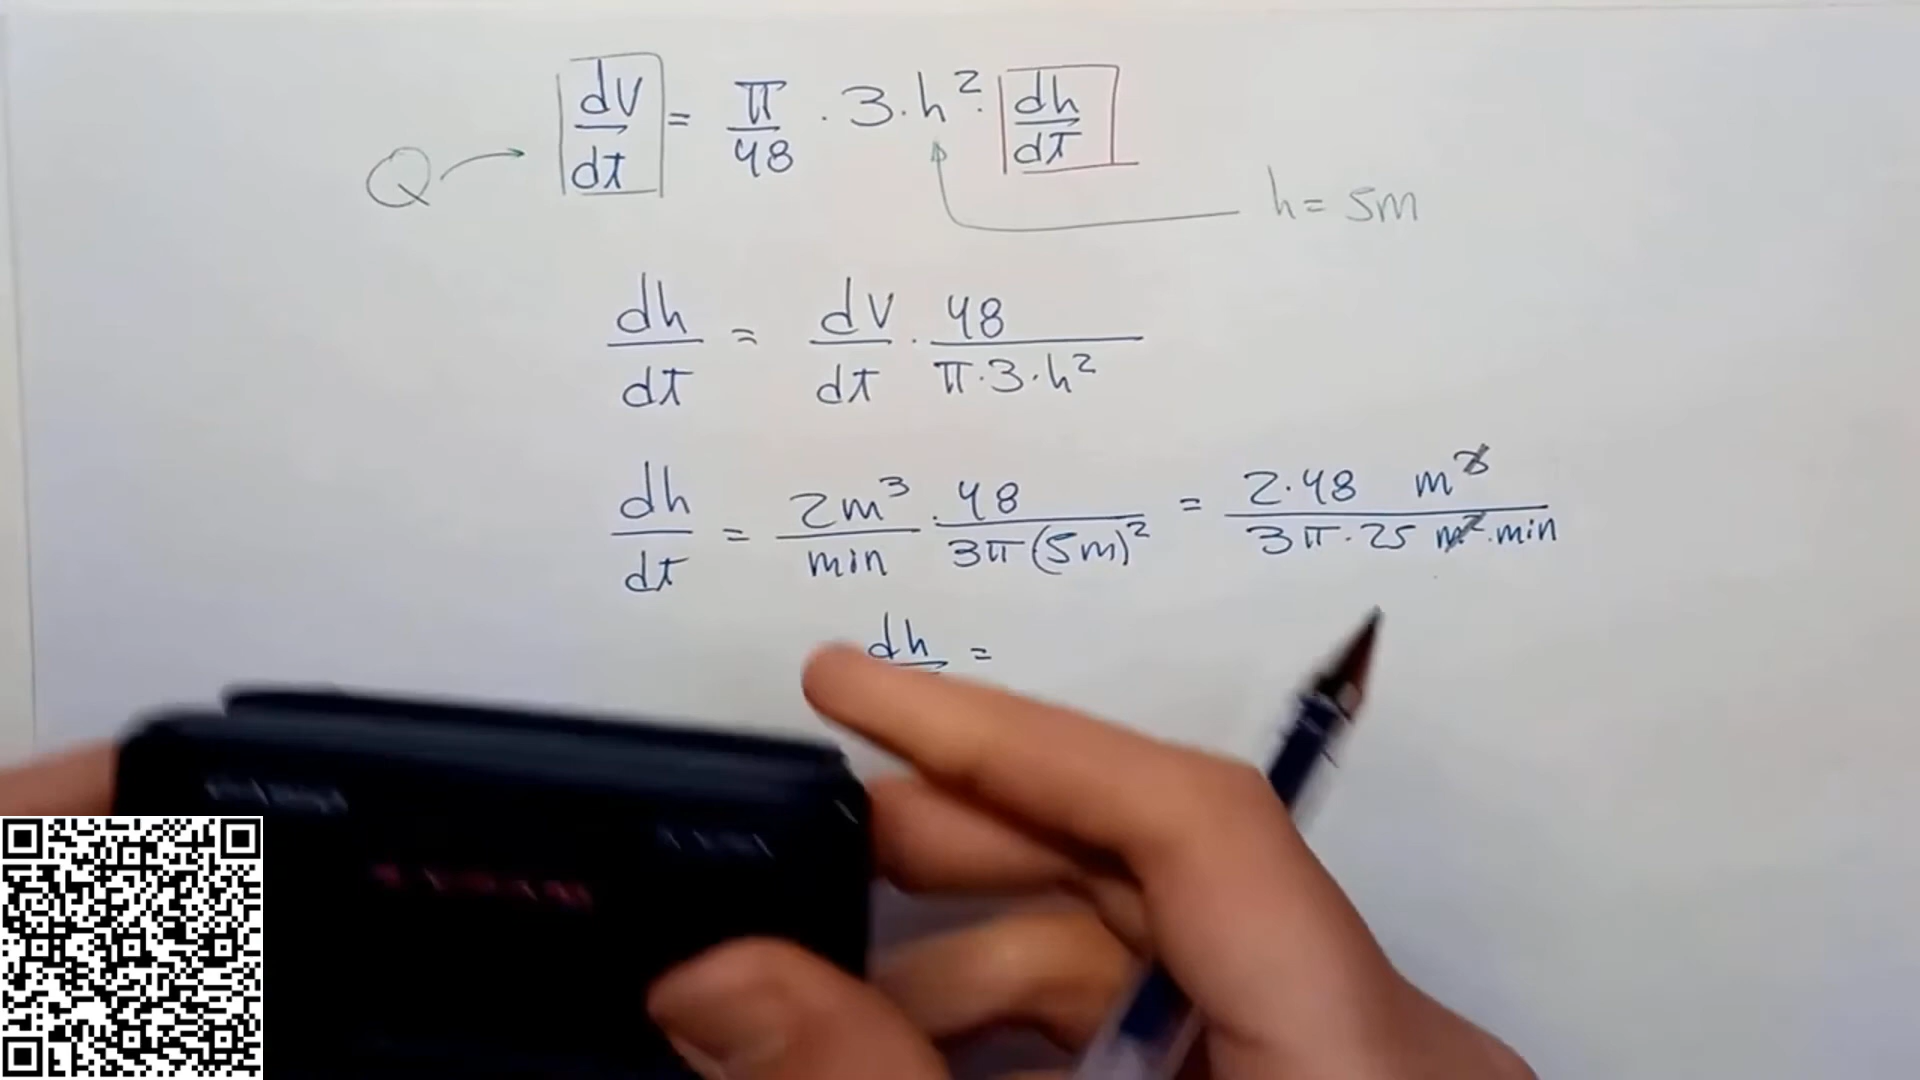 dV/dt = π/48 · 3 · h² · dh/dt
Q
h = 5m
dh/dt = dV/dt · 48/(π · 3 · h²)
dh/dt = 2m³/min · 48/(3π(5m)²) = 2·48 m³/(3π·25 m²·min)
dh =